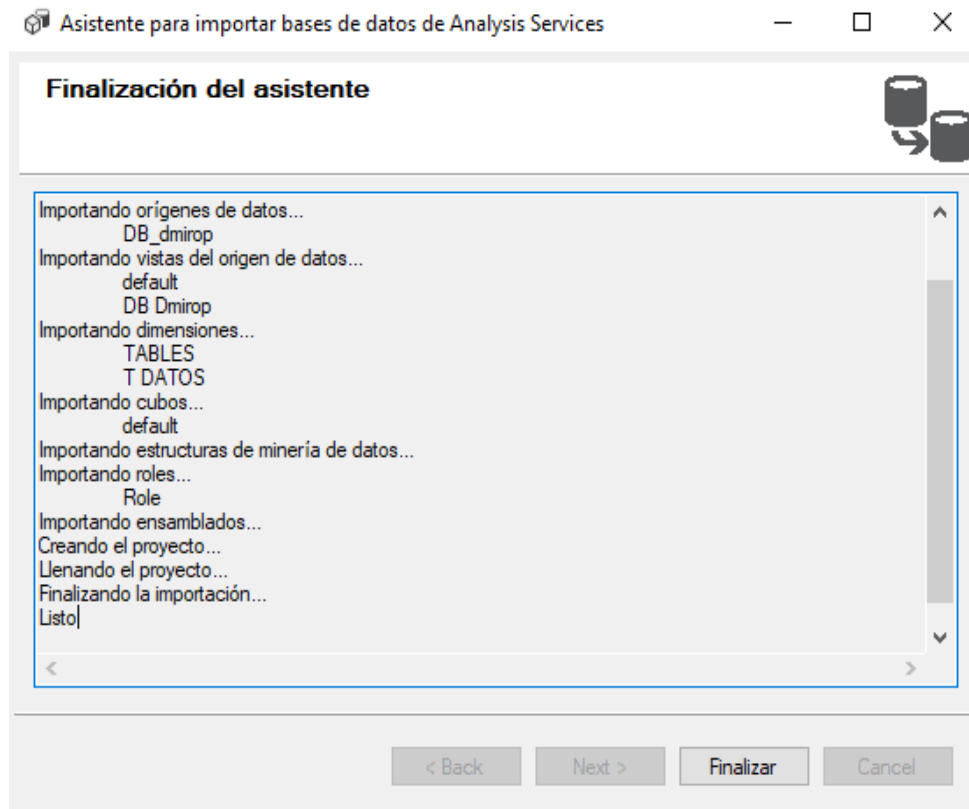 Asistente para importar bases de datos de Analysis Services
Finalización del asistente
Importando orígenes de datos...
DB_dmirop
Importando vistas del origen de datos...
default
DB Dmirop
Importando dimensiones...
TABLES
T DATOS
Importando cubos...
default
Importando estructuras de minería de datos...
Importando roles...
Role
Importando ensamblados...
Creando el proyecto...
Llenando el proyecto...
Finalizando la importación...
Listo
< Back Next > Finalizar Cancel